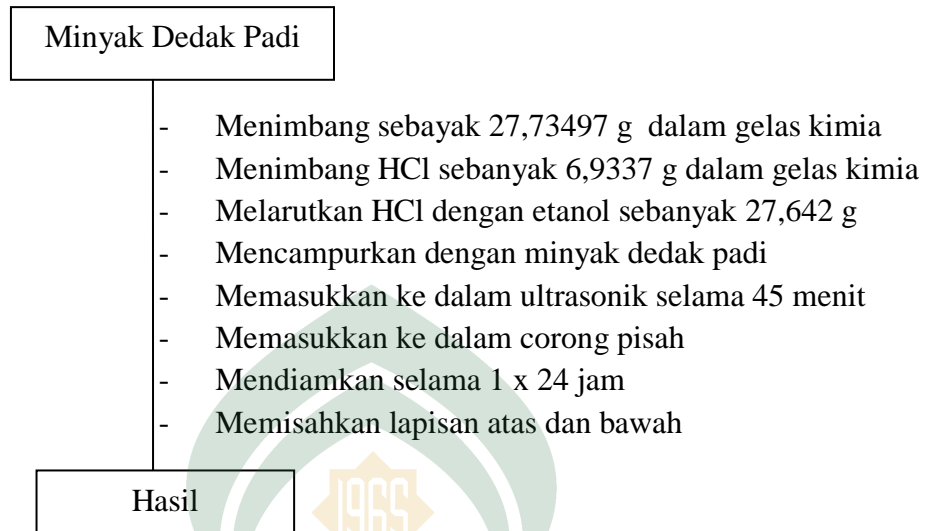 Minyak Dedak Padi
- Menimbang sebayak 27,73497 g dalam gelas kimia
- Menimbang HCl sebanyak 6,9337 g dalam gelas kimia
- Melarutkan HCl dengan etanol sebanyak 27,642 g
- Mencampurkan dengan minyak dedak padi
- Memasukkan ke dalam ultrasonik selama 45 menit
- Memasukkan ke dalam corong pisah
- Mendiamkan selama 1 x 24 jam
- Memisahkan lapisan atas dan bawah
Hasil
1965